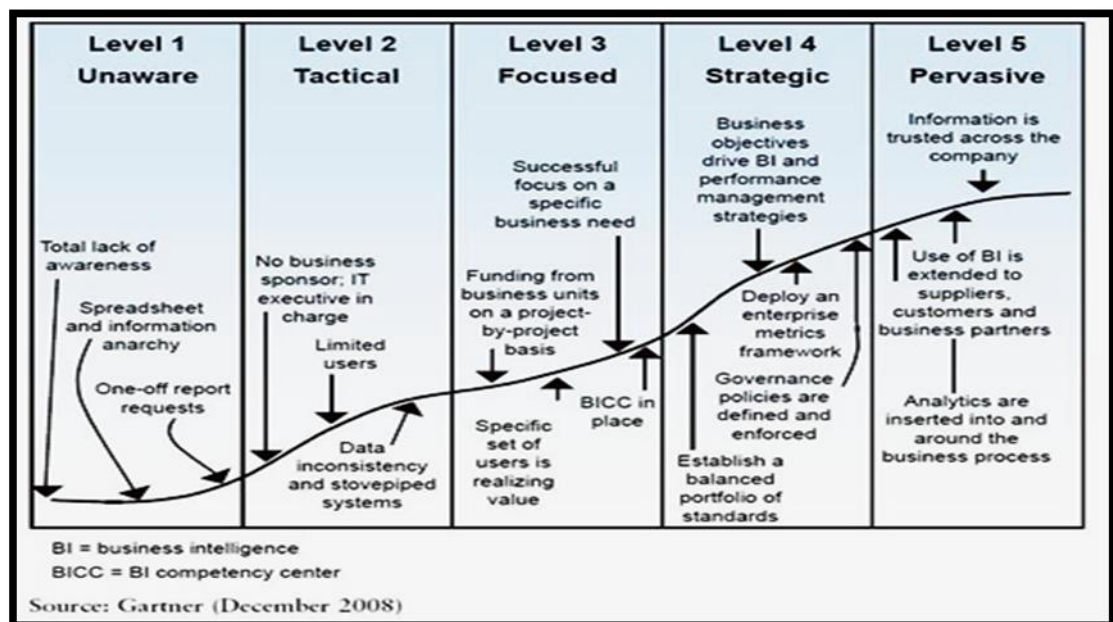 Level 1
Unaware
Level 2
Tactical
Level 3
Focused
Level 4
Strategic
Level 5
Pervasive
Total lack of
awareness
Spreadsheet
and information
anarchy
One-off report
requests
No business
sponsor; IT
executive in
charge
Limited
users
Data
inconsistency
and stovepiped
systems
Successful
focus on a
specific
business need
Funding from
business units
on a project-
by-project
basis
Specific
set of
users is
realizing
value
BICC in
place
Business
objectives
drive BI and
performance
management
strategies
Deploy an
enterprise
metrics
framework
Governance
policies are
defined and
enforced
Establish a
balanced
portfolio of
standards
Information is
trusted across the
company
Use of BI is
extended to
suppliers,
customers and
business partners
Analytics are
inserted into and
around the
business process
BI = business intelligence
BICC = BI competency center
Source: Gartner (December 2008)